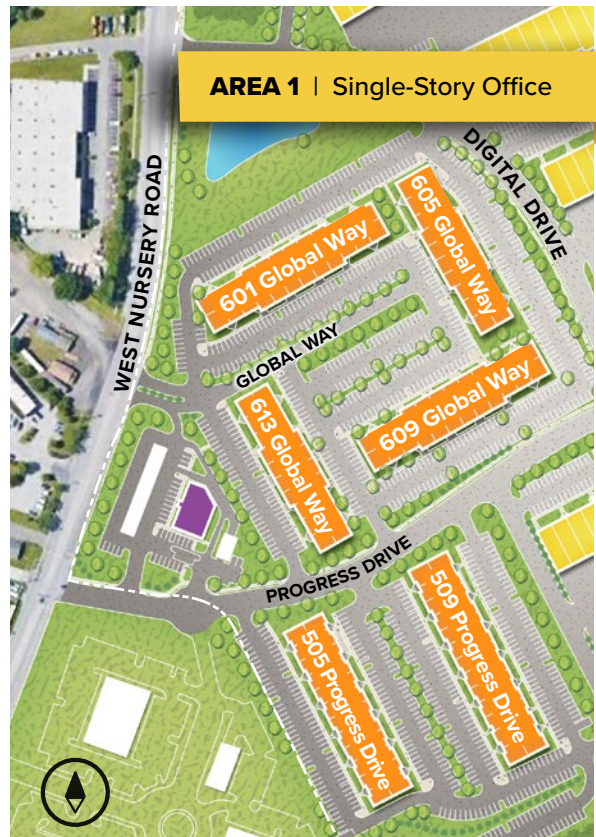 AREA 1 | Single-Story Office
WEST NURSERY ROAD
DIGITAL DRIVE
601 Global Way
605 Global Way
GLOBAL WAY
613 Global Way
609 Global Way
PROGRESS DRIVE
505 Progress Drive
509 Progress Drive